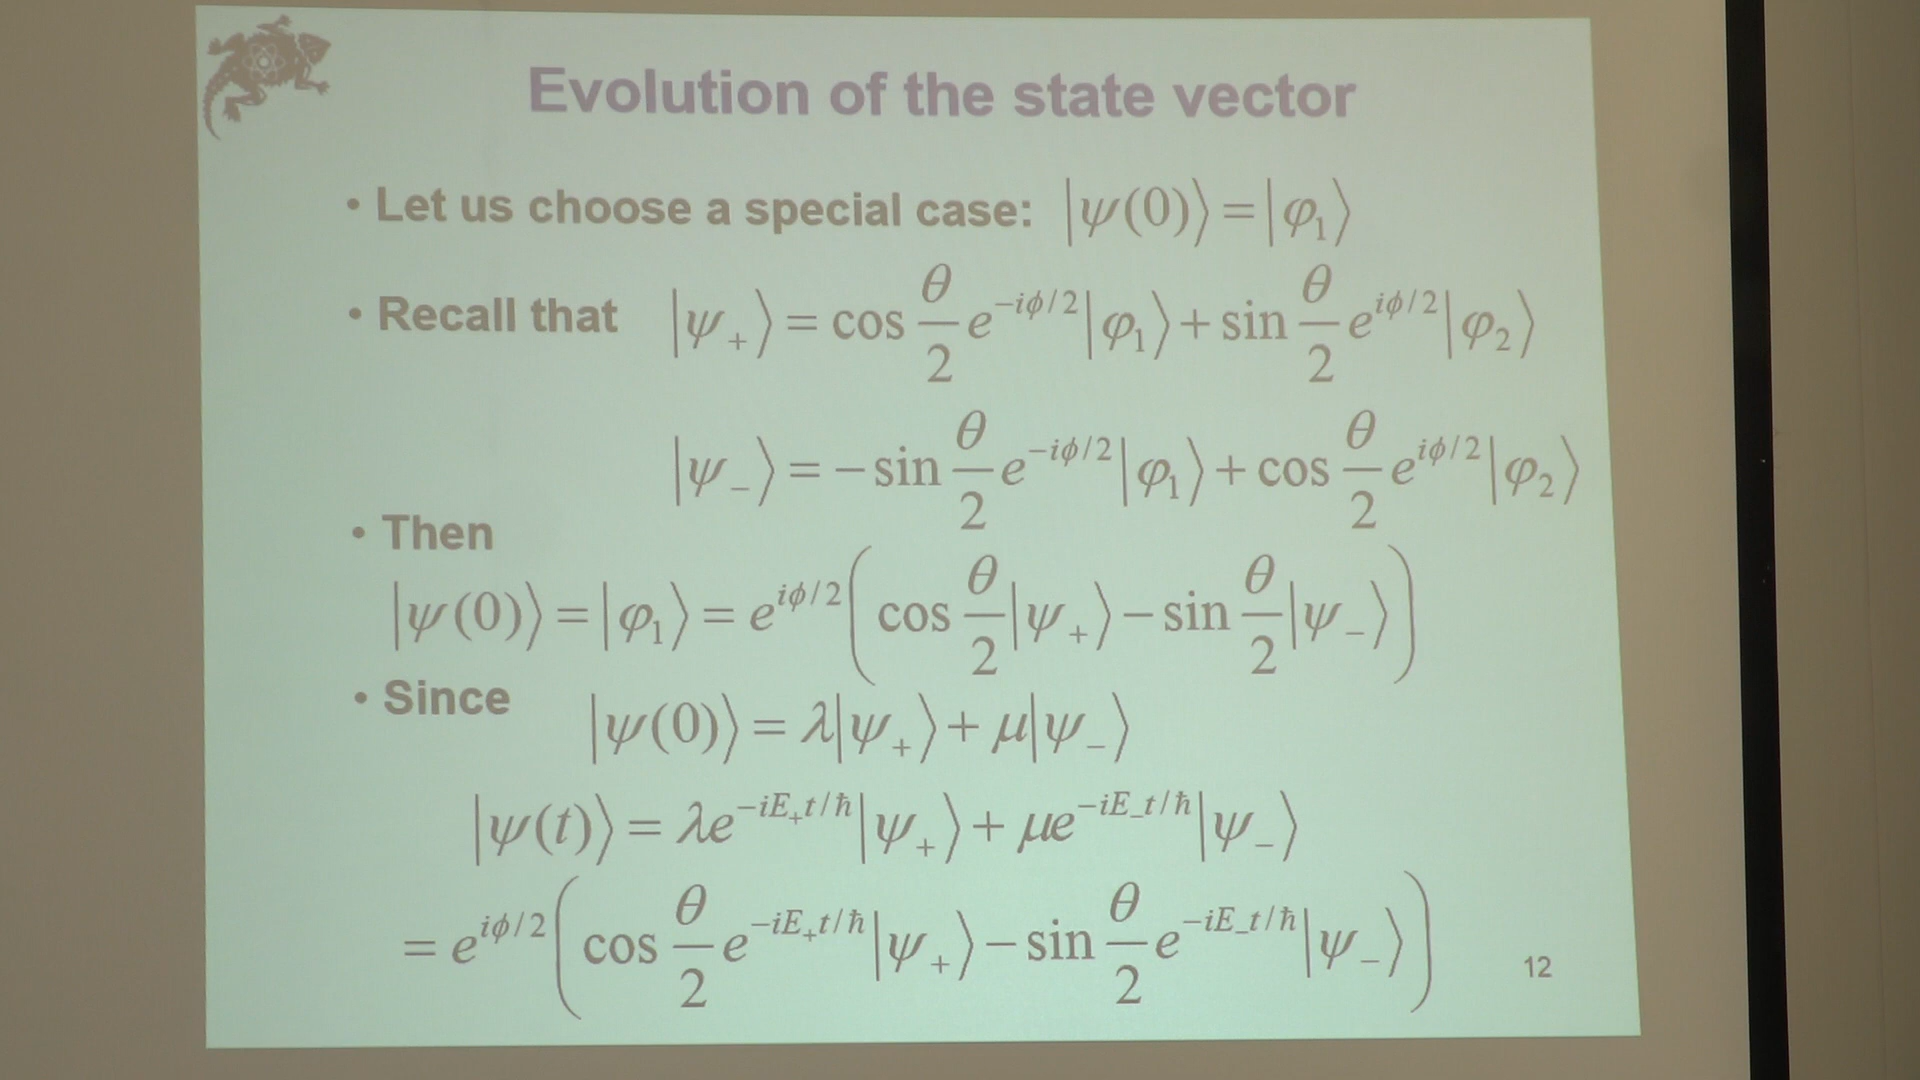 Evolution of the state vector
• Let us choose a special case: |ψ(0)⟩ = |φ₁⟩
• Recall that |ψ₊⟩ = cos θ/2 e^{-iϕ/2} |φ₁⟩ + sin θ/2 e^{iϕ/2} |φ₂⟩
|ψ₋⟩ = −sin θ/2 e^{-iϕ/2} |φ₁⟩ + cos θ/2 e^{iϕ/2} |φ₂⟩
• Then
|ψ(0)⟩ = |φ₁⟩ = e^{iϕ/2} ( cos θ/2 |ψ₊⟩ − sin θ/2 |ψ₋⟩ )
• Since |ψ(0)⟩ = λ|ψ₊⟩ + μ|ψ₋⟩
|ψ(t)⟩ = λe^{-iE₊t/ħ} |ψ₊⟩ + μe^{-iE₋t/ħ} |ψ₋⟩
= e^{iϕ/2} ( cos θ/2 e^{-iE₊t/ħ} |ψ₊⟩ − sin θ/2 e^{-iE₋t/ħ} |ψ₋⟩ )
12